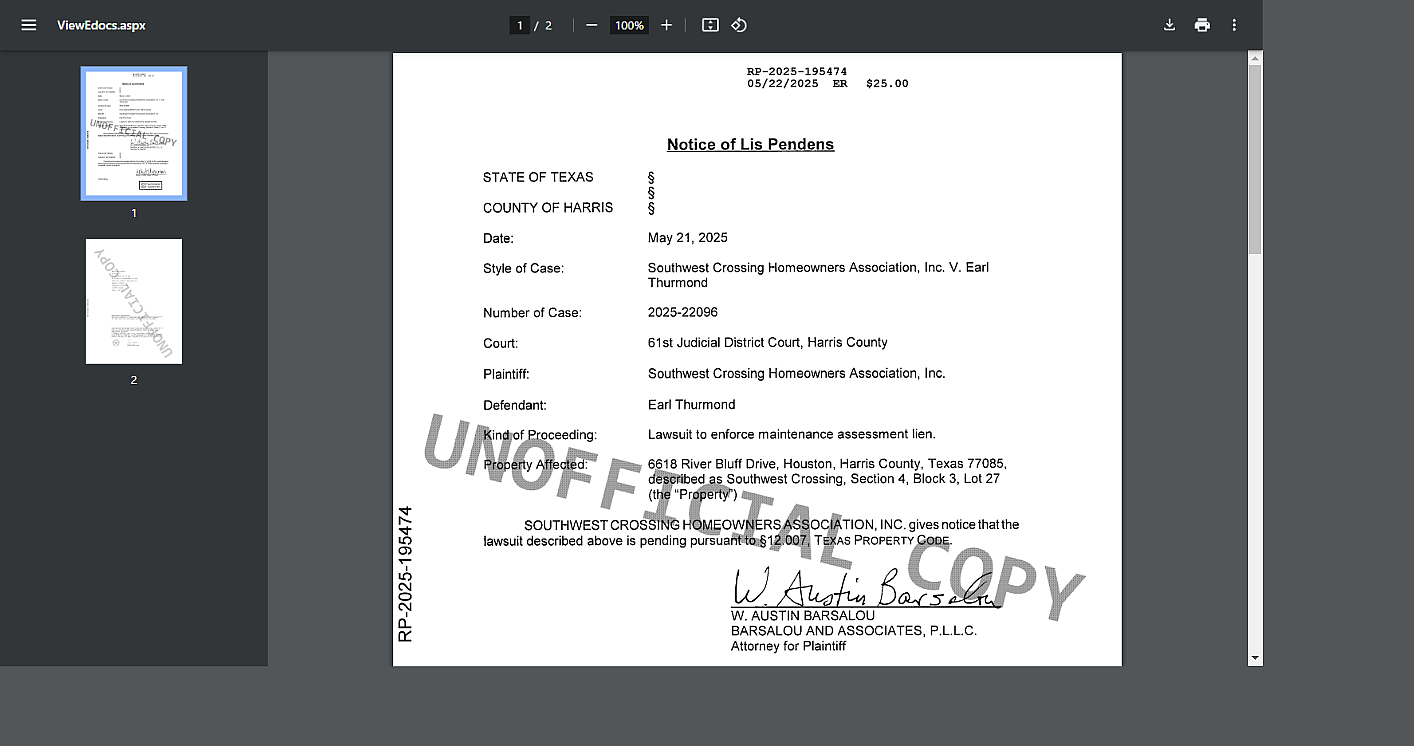 ViewEdocs.aspx
1 / 2
100%
1
2
RP-2025-195474
05/22/2025 ER $25.00
Notice of Lis Pendens
STATE OF TEXAS §
§
COUNTY OF HARRIS §
Date: May 21, 2025
Style of Case: Southwest Crossing Homeowners Association, Inc. V. Earl
Thurmond
Number of Case: 2025-22096
Court: 61st Judicial District Court, Harris County
Plaintiff: Southwest Crossing Homeowners Association, Inc.
Defendant: Earl Thurmond
Kind of Proceeding: Lawsuit to enforce maintenance assessment lien.
Property Affected: 6618 River Bluff Drive, Houston, Harris County, Texas 77085,
described as Southwest Crossing, Section 4, Block 3, Lot 27
(the “Property”)
SOUTHWEST CROSSING HOMEOWNERS ASSOCIATION, INC. gives notice that the
lawsuit described above is pending pursuant to §12.007, TEXAS PROPERTY CODE.
W. Austin Barsalou
W. AUSTIN BARSALOU
BARSALOU AND ASSOCIATES, P.L.L.C.
Attorney for Plaintiff
RP-2025-195474
UNOFFICIAL COPY
UNOFFICIAL COPY
UNOFFICIAL COPY